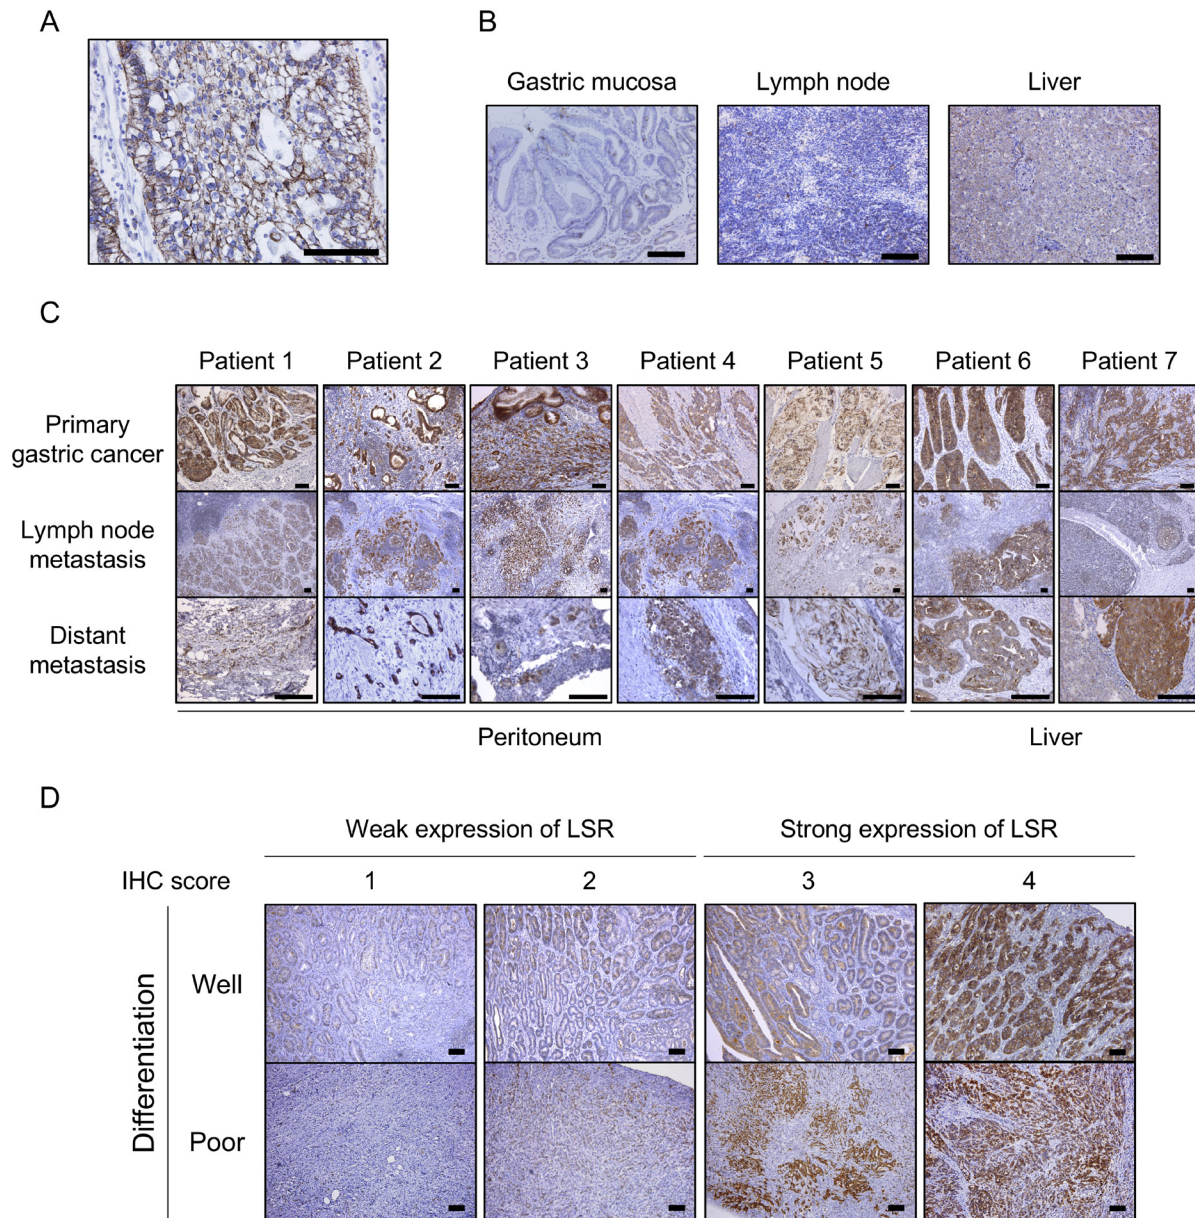 A
B
Gastric mucosa Lymph node Liver
C
Patient 1 Patient 2 Patient 3 Patient 4 Patient 5 Patient 6 Patient 7
Primary
gastric cancer
Lymph node
metastasis
Distant
metastasis
Peritoneum Liver
D
Weak expression of LSR Strong expression of LSR
IHC score 1 2 3 4
Differentiation
Well
Poor